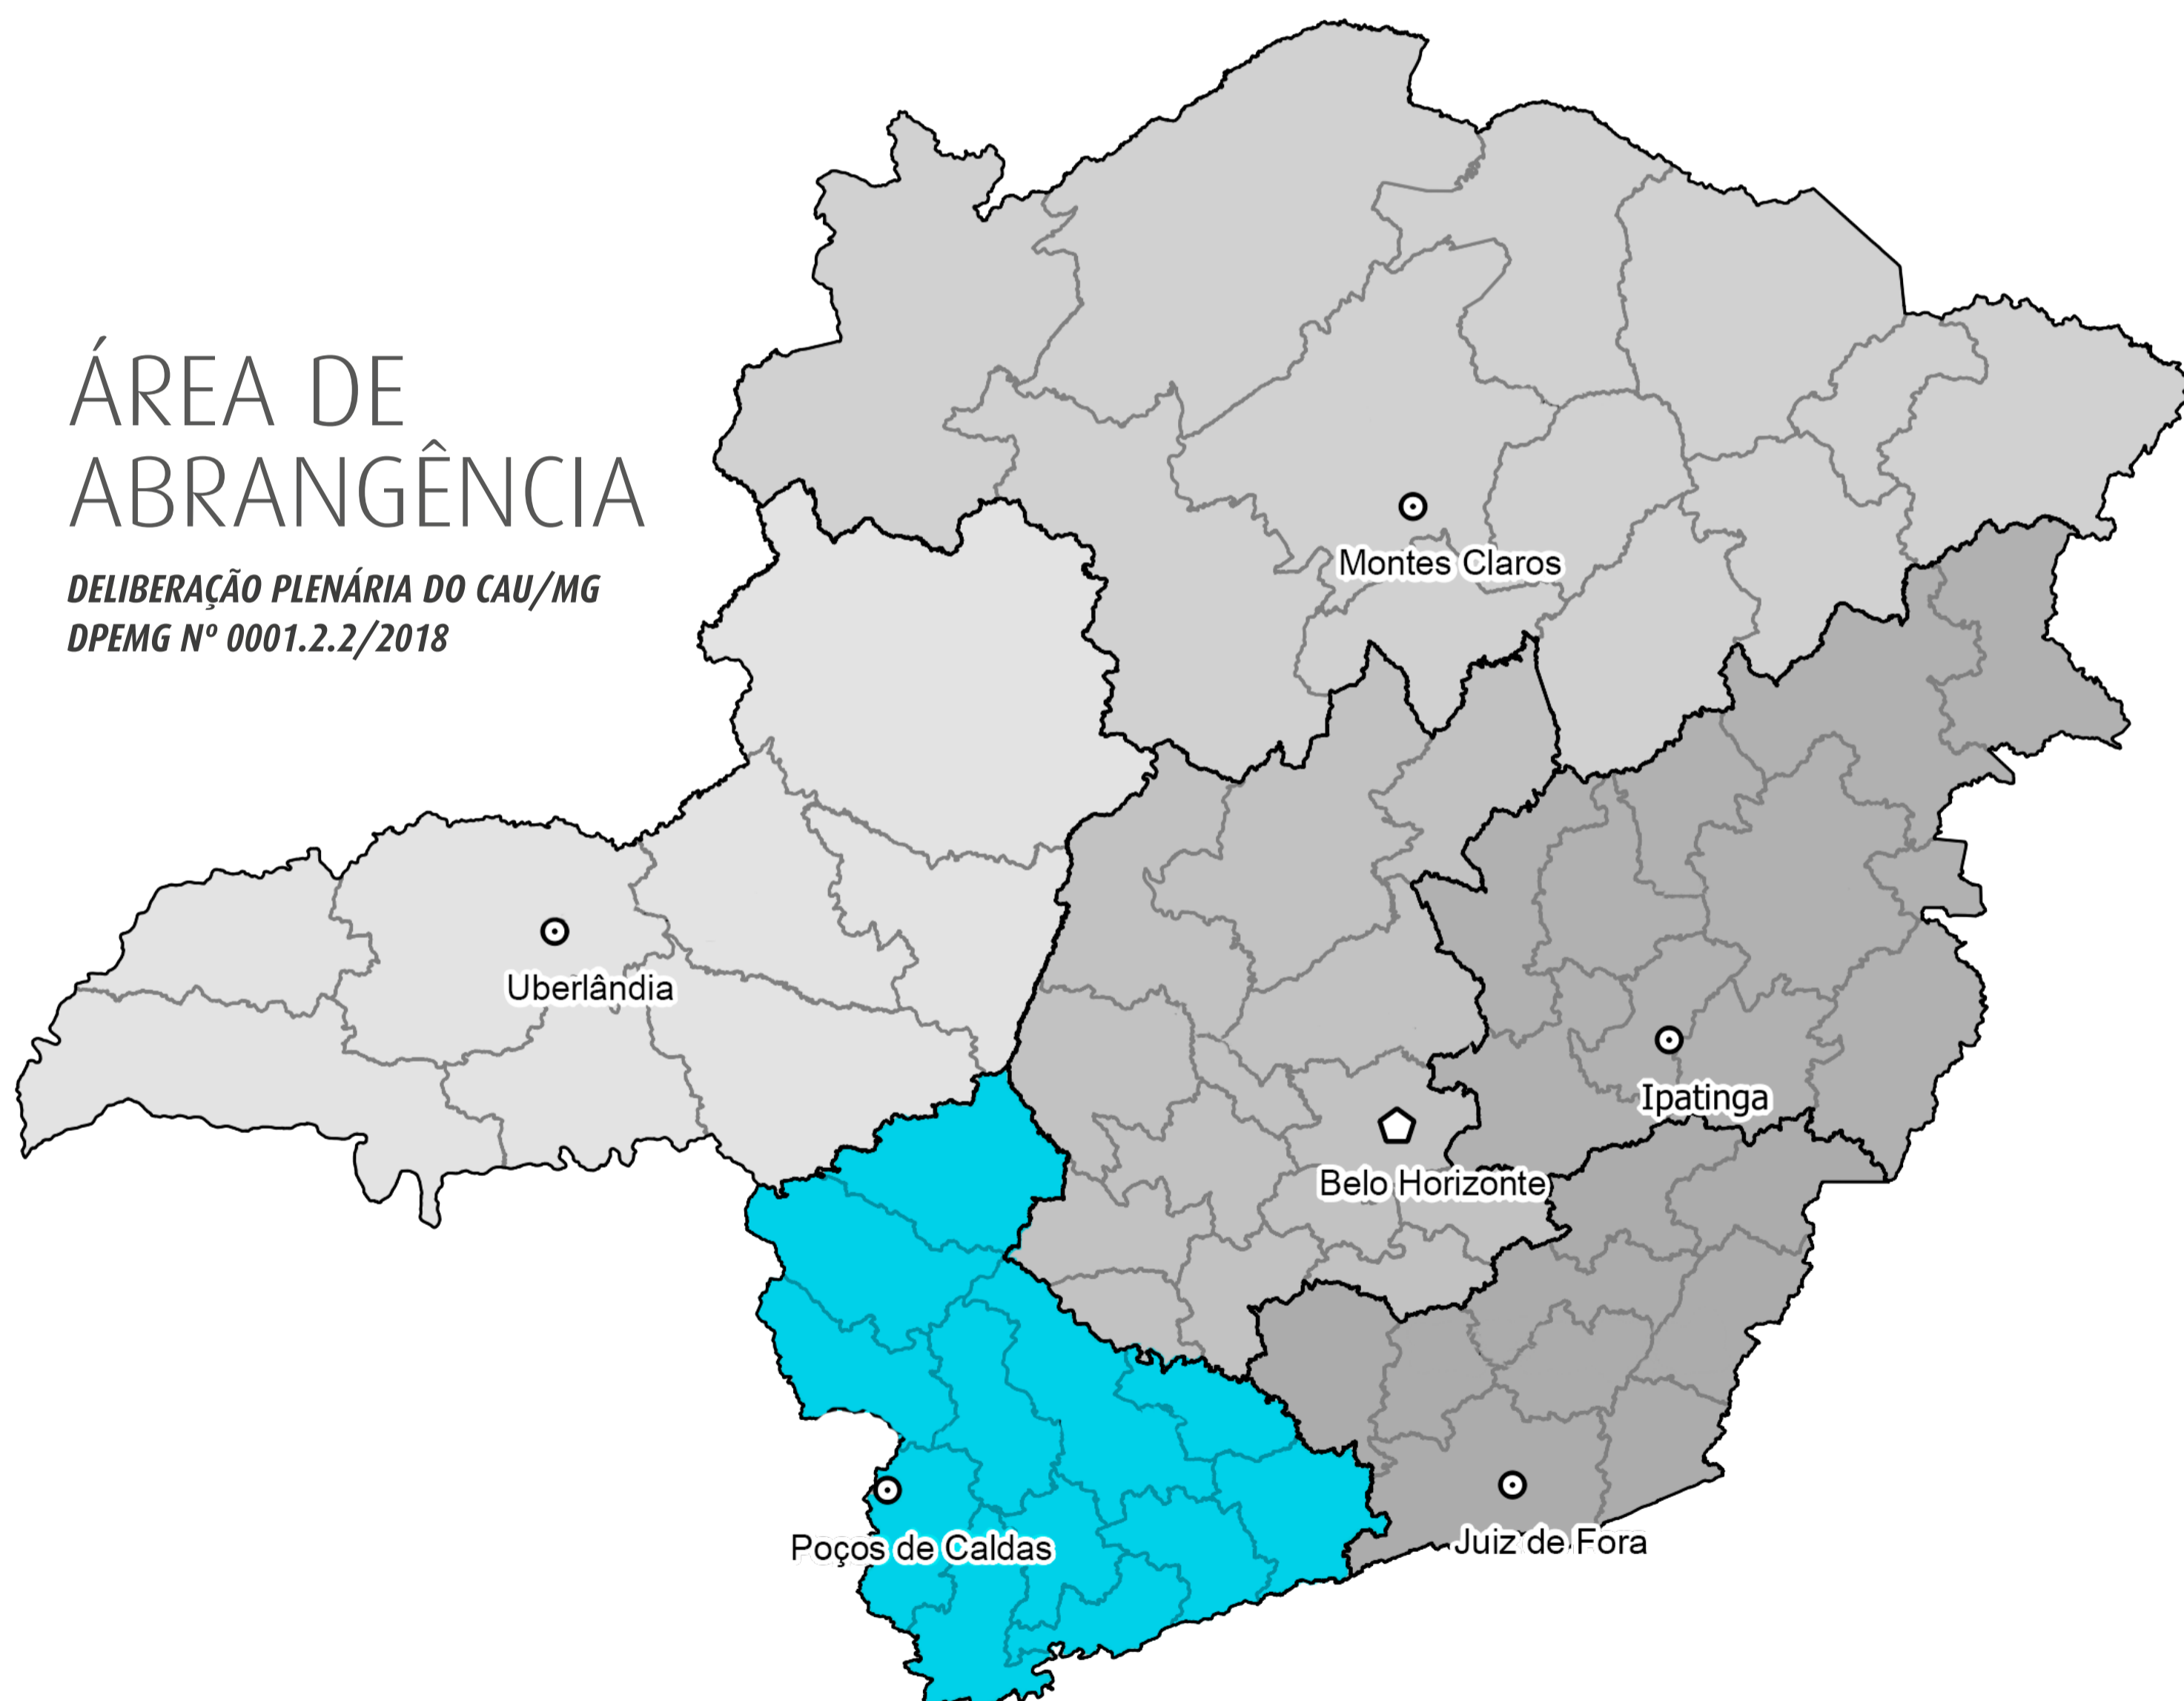 ÁREA DE
ABRANGÊNCIA
DELIBERAÇÃO PLENÁRIA DO CAU/MG
DPEMG Nº 0001.2.2/2018
Montes Claros
Uberlândia
Ipatinga
Belo Horizonte
Poços de Caldas
Juiz de Fora